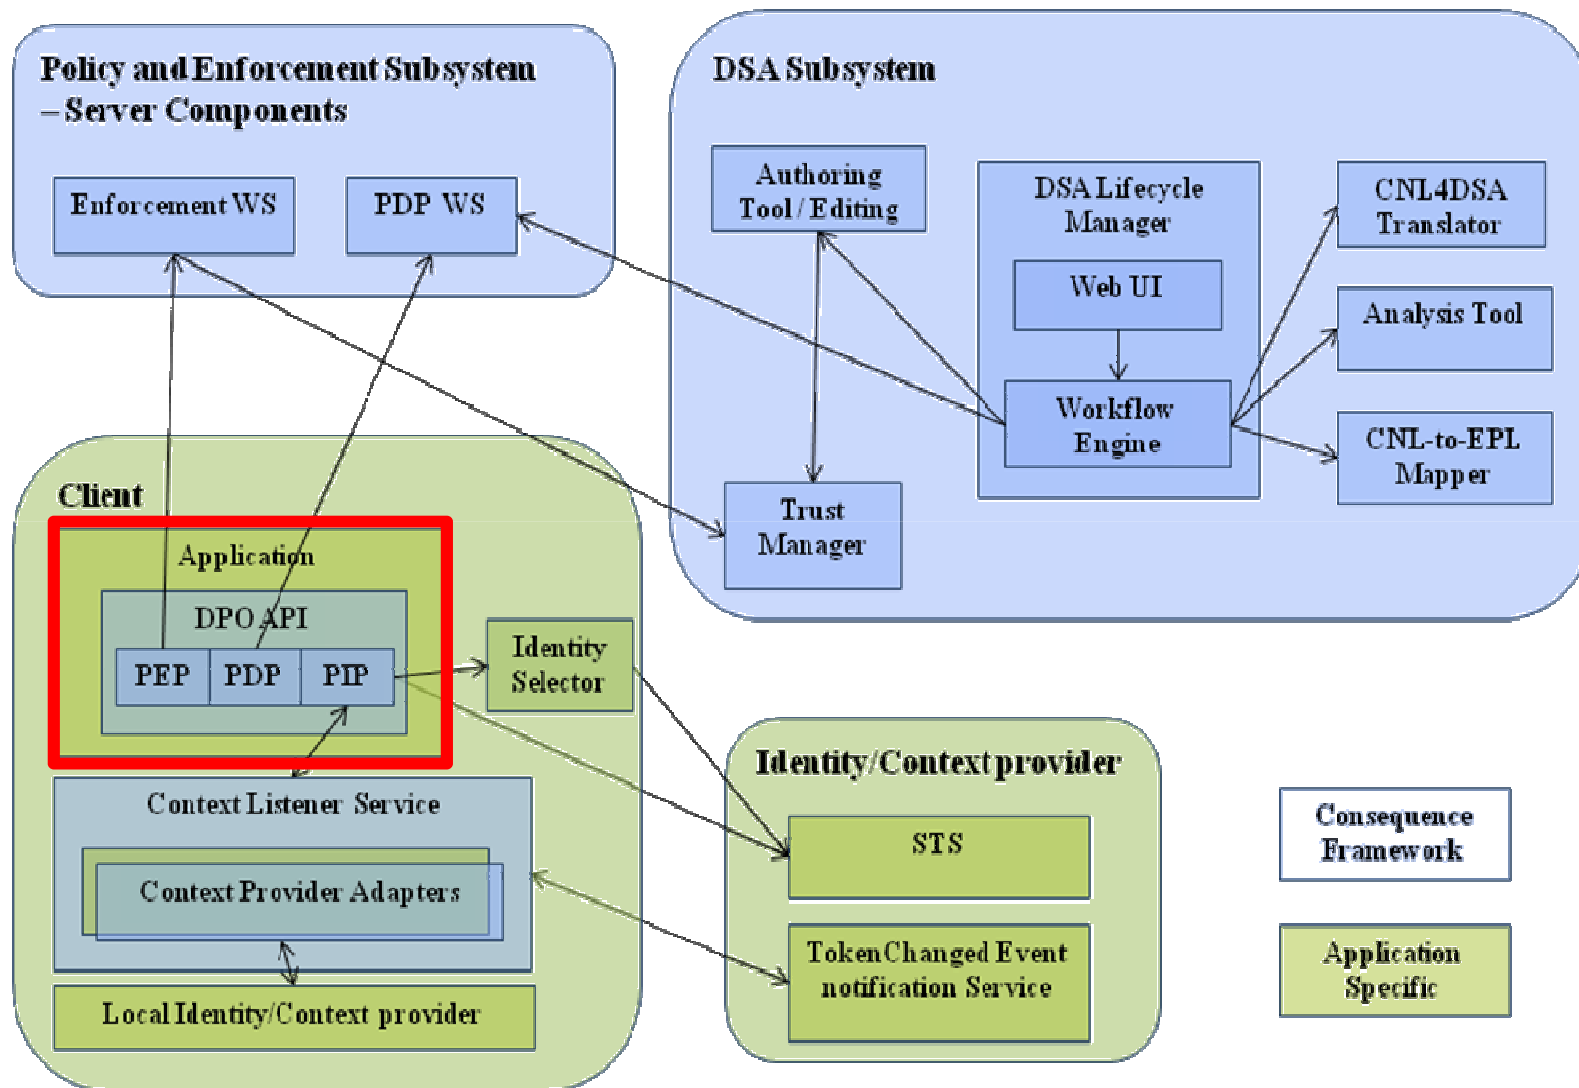 Policy and Enforcement Subsystem
– Server Components
Enforcement WS
PDP WS
DSA Subsystem
Authoring
Tool / Editing
DSA Lifecycle
Manager
Web UI
Workflow
Engine
CNL4DSA
Translator
Analysis Tool
CNL-to-EPL
Mapper
Trust
Manager
Client
Application
DPO API
PEP
PDP
PIP
Identity
Selector
Context Listener Service
Context Provider Adapters
Local Identity/Context provider
Identity/Context provider
STS
TokenChanged Event
notification Service
Consequence
Framework
Application
Specific